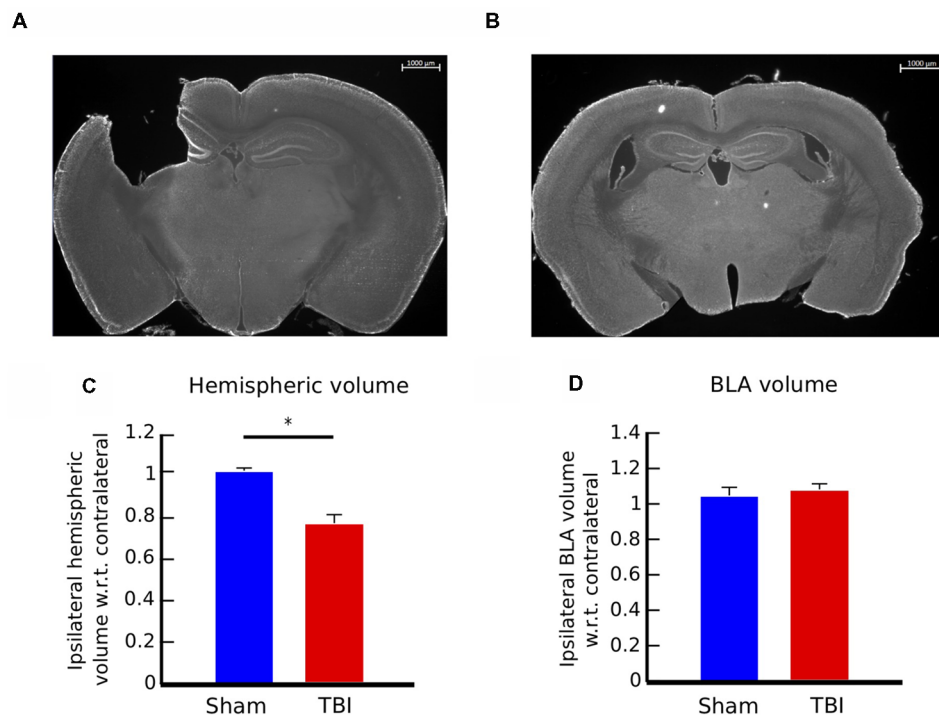 A
B
1000 µm
1000 µm
C
Hemispheric volume
Ipsilateral hemispheric
volume w.r.t. contralateral
1.2
1
0.8
0.6
0.4
0.2
0
*
Sham
TBI
D
BLA volume
Ipsilateral BLA volume
w.r.t. contralateral
1.4
1.2
1
0.8
0.6
0.4
0.2
0
Sham
TBI